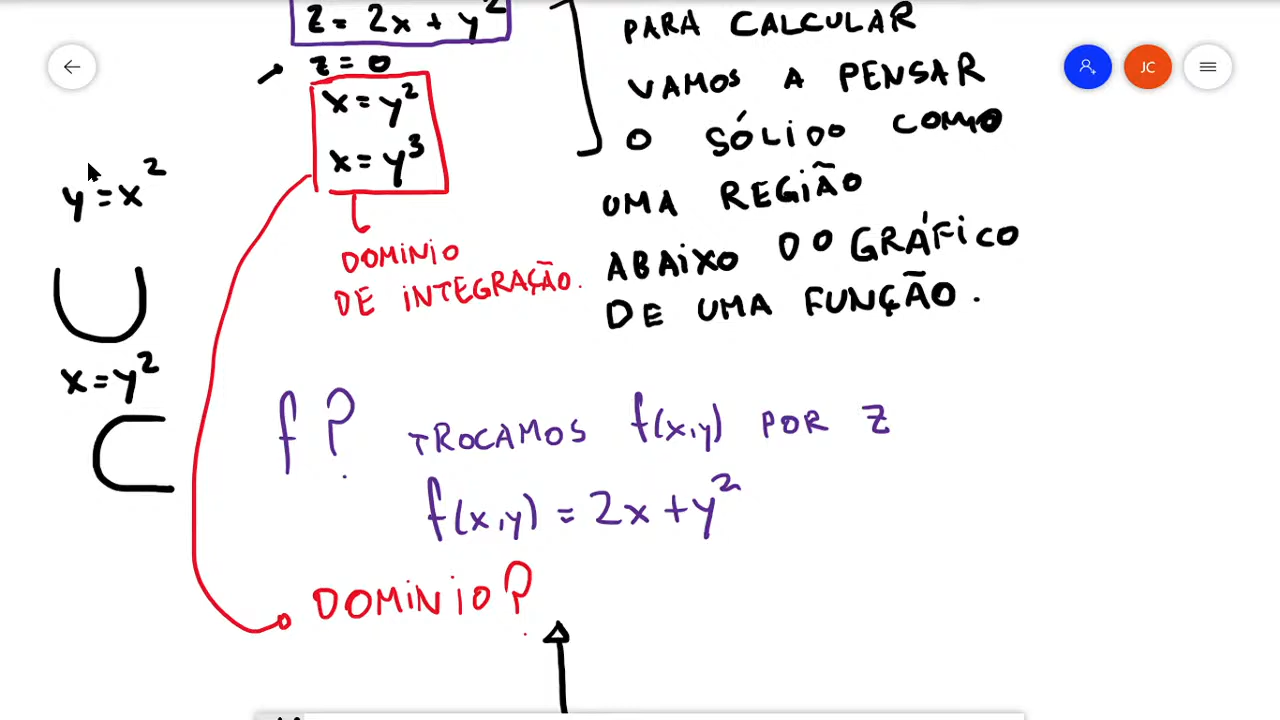 z = 2x + y²
z = 0
x = y²
x = y³
DOMINIO
DE INTEGRAÇÃO.
PARA CALCULAR
VAMOS A PENSAR
O SÓLIDO COMO
UMA REGIÃO
ABAIXO DO GRÁFICO
DE UMA FUNÇÃO.
y = x²
x = y²
f? TROCAMOS f(x,y) POR z
f(x,y) = 2x + y²
DOMINIO?
JC